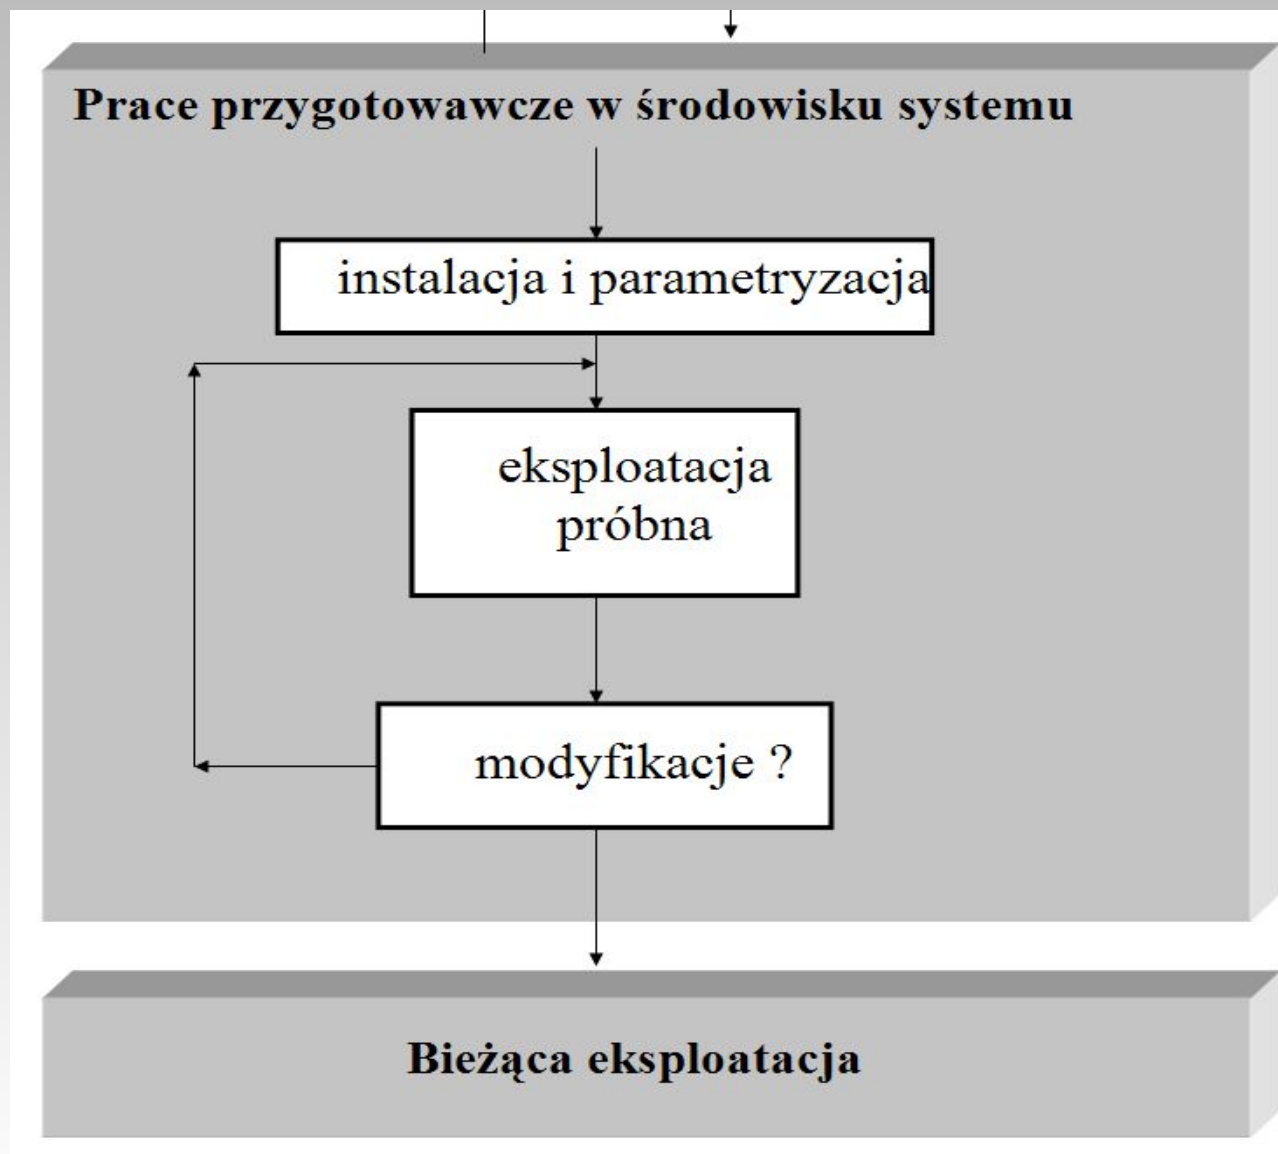 Prace przygotowawcze w środowisku systemu
instalacja i parametryzacja
eksploatacja
próbna
modyfikacje ?
Bieżąca eksploatacja